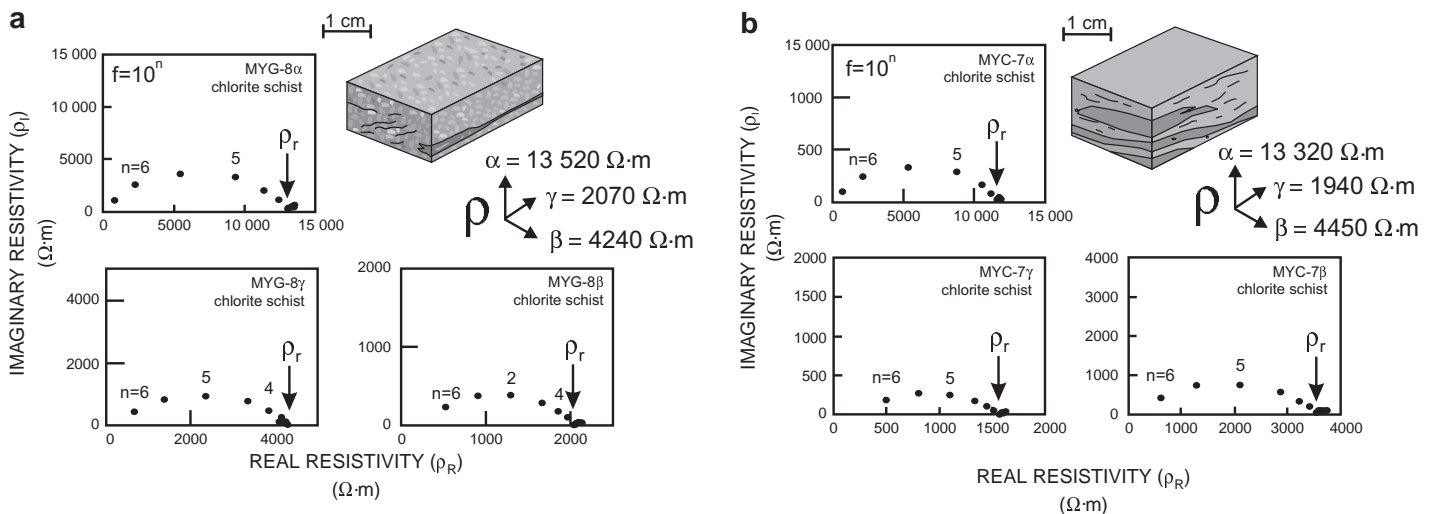 a
1 cm
15 000
10 000
5000
0
f=10ⁿ
MYG-8α
chlorite schist
n=6
5
ρr
0
5000
10 000
15 000
α = 13 520 Ω·m
γ = 2070 Ω·m
ρ
β = 4240 Ω·m
IMAGINARY RESISTIVITY (ρI)
(Ω·m)
4000
2000
0
MYG-8γ
chlorite schist
n=6
5
4
ρr
0
2000
4000
2000
1000
0
MYG-8β
chlorite schist
n=6
2
4
ρr
0
1000
2000
REAL RESISTIVITY (ρR)
(Ω·m)
b
1 cm
15 000
1000
500
0
f=10ⁿ
MYC-7α
chlorite schist
n=6
5
ρr
0
5000
10 000
15 000
α = 13 320 Ω·m
γ = 1940 Ω·m
ρ
β = 4450 Ω·m
IMAGINARY RESISTIVITY (ρI)
(Ω·m)
2000
1500
1000
500
0
MYC-7γ
chlorite schist
n=6
5
ρr
0
500
1000
1500
2000
4000
3000
2000
1000
0
MYC-7β
chlorite schist
n=6
5
ρr
0
1000
2000
3000
4000
REAL RESISTIVITY (ρR)
(Ω·m)